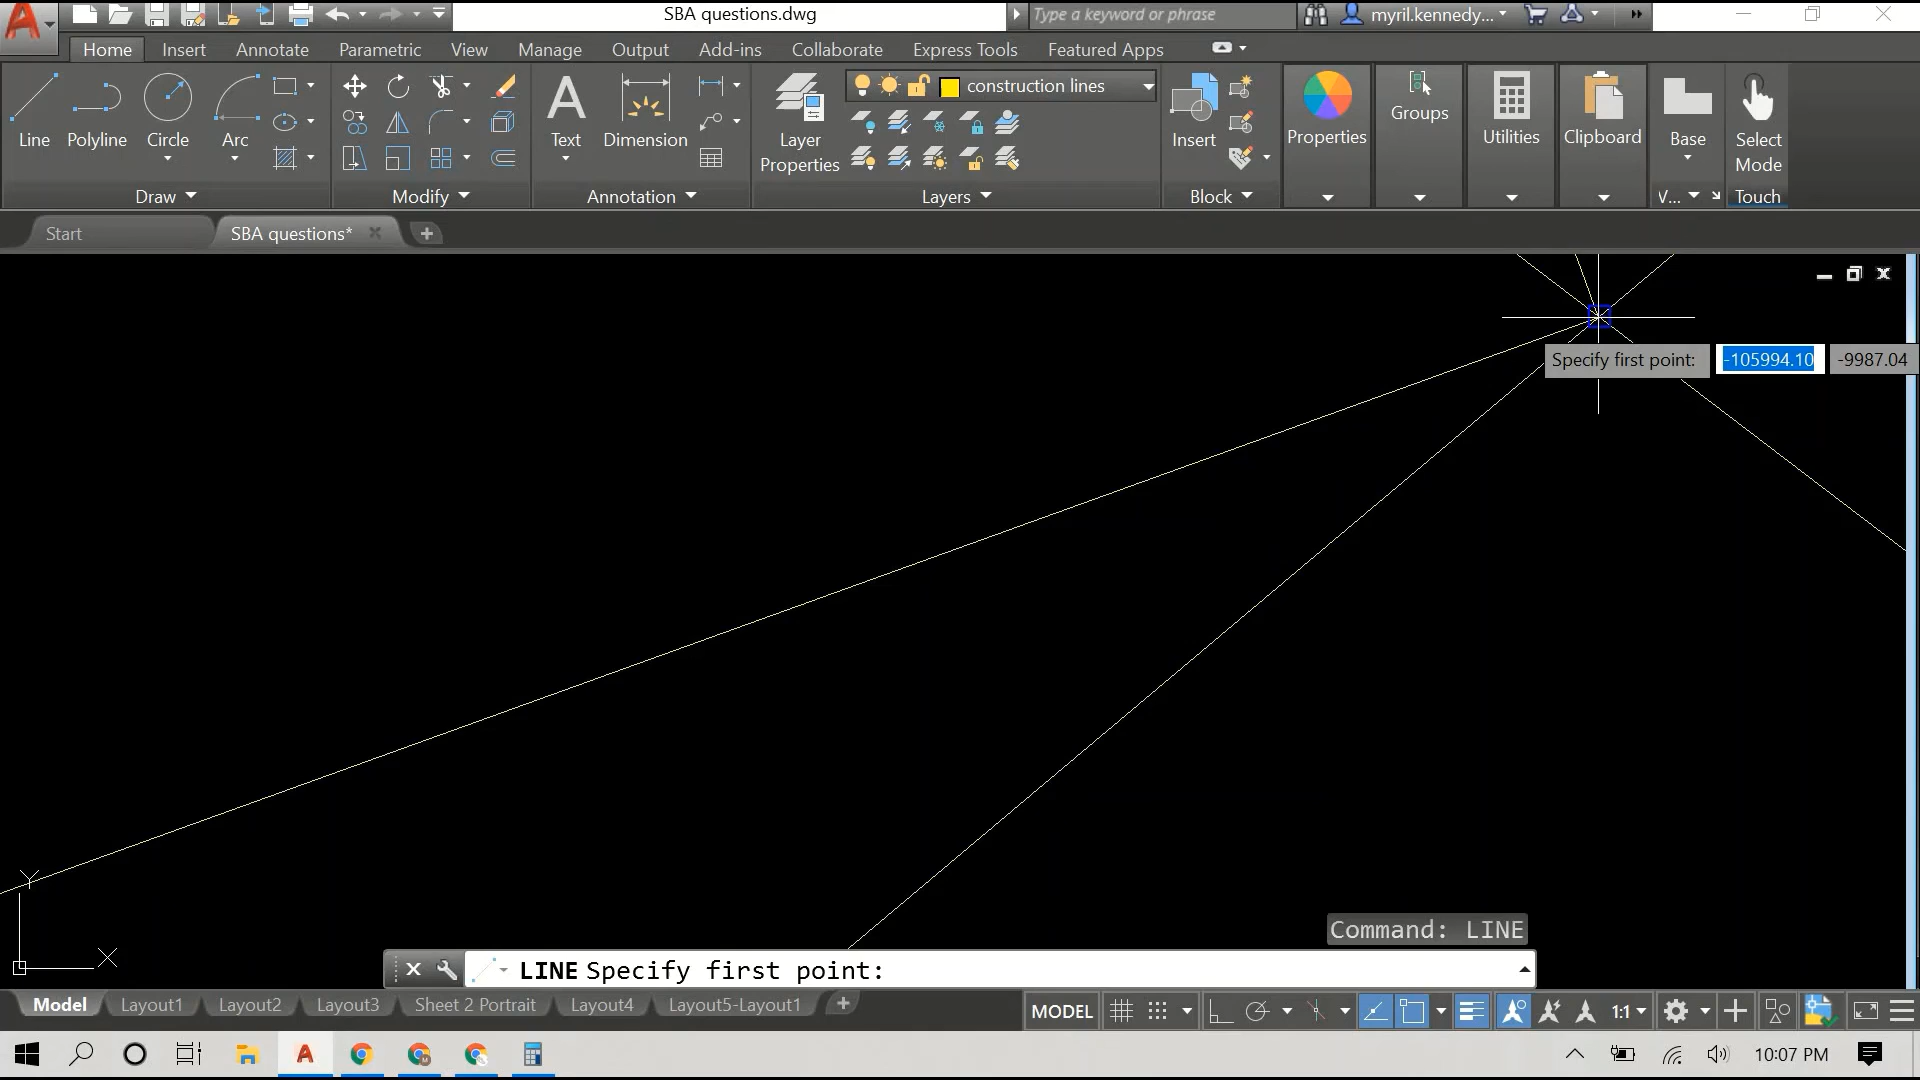 SBA questions.dwg
Type a keyword or phrase
myril.kennedy...
Home Insert Annotate Parametric View Manage Output Add-ins Collaborate Express Tools Featured Apps
construction lines
Line Polyline Circle Arc
Text Dimension
Layer Properties
Insert
Properties
Groups
Utilities
Clipboard
Base
Select Mode
Draw Modify Annotation Layers Block V... Touch
Start SBA questions*
Specify first point: -105994.10 -9987.04
Y
X
Command: LINE
LINE Specify first point:
Model Layout1 Layout2 Layout3 Sheet 2 Portrait Layout4 Layout5-Layout1
MODEL 1:1
10:07 PM